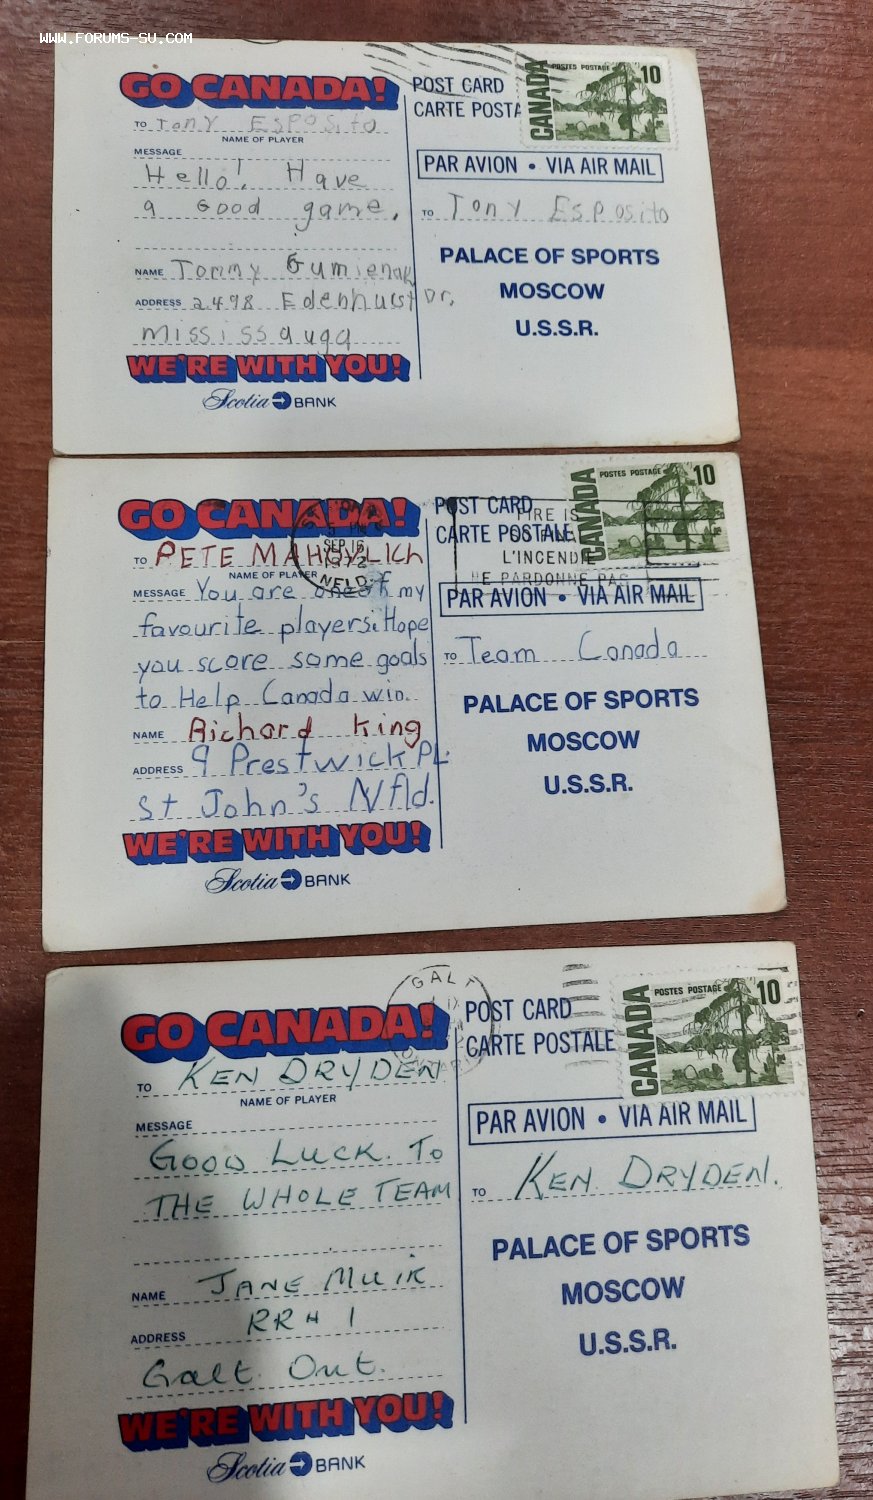 WWW.FORUMS-SU.COM
GO CANADA!
TO TONY ESPOSITO
NAME OF PLAYER
MESSAGE
Hello! Have
a Good game.
NAME Tommy
ADDRESS 2498 Edenhurst Dr.
Mississauga
WE'RE WITH YOU!
Scotia BANK
POST CARD
CARTE POSTA
CANADA
POSTES POSTAGE
10
PAR AVION • VIA AIR MAIL
TO Tony Esposito
PALACE OF SPORTS
MOSCOW
U.S.S.R.
GO CANADA!
TO PETE MAHOVLICH
NAME OF PLAYER
MESSAGE You are one of my
favourite players. Hope
you score some goals
to Help Canada win.
NAME Richard King
ADDRESS 9 Prestwick PL.
St John's Nfld.
WE'RE WITH YOU!
Scotia BANK
SEP 16
1972
NFLD.
POST CARD
CARTE POSTALE
FIRE IS
L'INCENDIE
NE PARDONNE PAS
CANADA
POSTES POSTAGE
10
PAR AVION • VIA AIR MAIL
TO Team Canada
PALACE OF SPORTS
MOSCOW
U.S.S.R.
GO CANADA!
TO KEN DRYDEN
NAME OF PLAYER
MESSAGE
GOOD LUCK TO
THE WHOLE TEAM
NAME JANE MUIR
ADDRESS RR # 1
Galt Ont.
WE'RE WITH YOU!
Scotia BANK
GALT
ONTARIO
POST CARD
CARTE POSTALE
CANADA
POSTES POSTAGE
10
PAR AVION • VIA AIR MAIL
TO KEN DRYDEN.
PALACE OF SPORTS
MOSCOW
U.S.S.R.